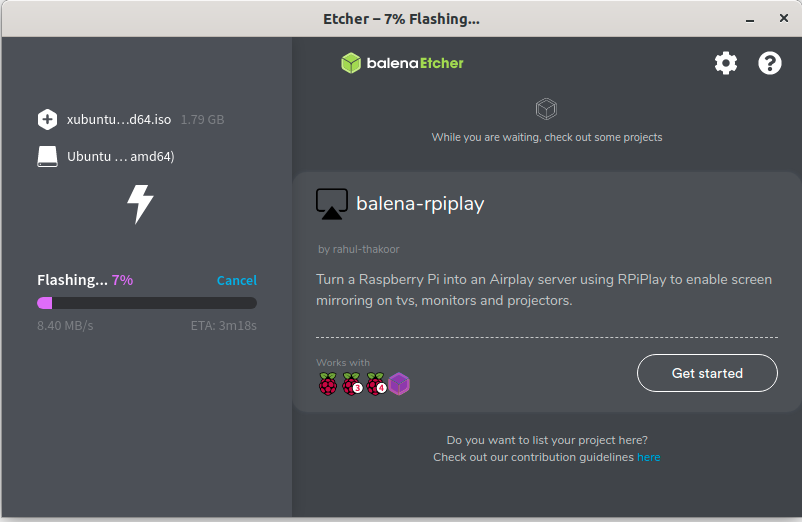 Etcher – 7% Flashing...
balenaEtcher
xubuntu...d64.iso 1.79 GB
Ubuntu ... amd64)
Flashing... 7% Cancel
8.40 MB/s ETA: 3m18s
While you are waiting, check out some projects
balena-rpiplay
by rahul-thakoor
Turn a Raspberry Pi into an Airplay server using RPiPlay to enable screen
mirroring on tvs, monitors and projectors.
Works with
3 4
Get started
Do you want to list your project here?
Check out our contribution guidelines here